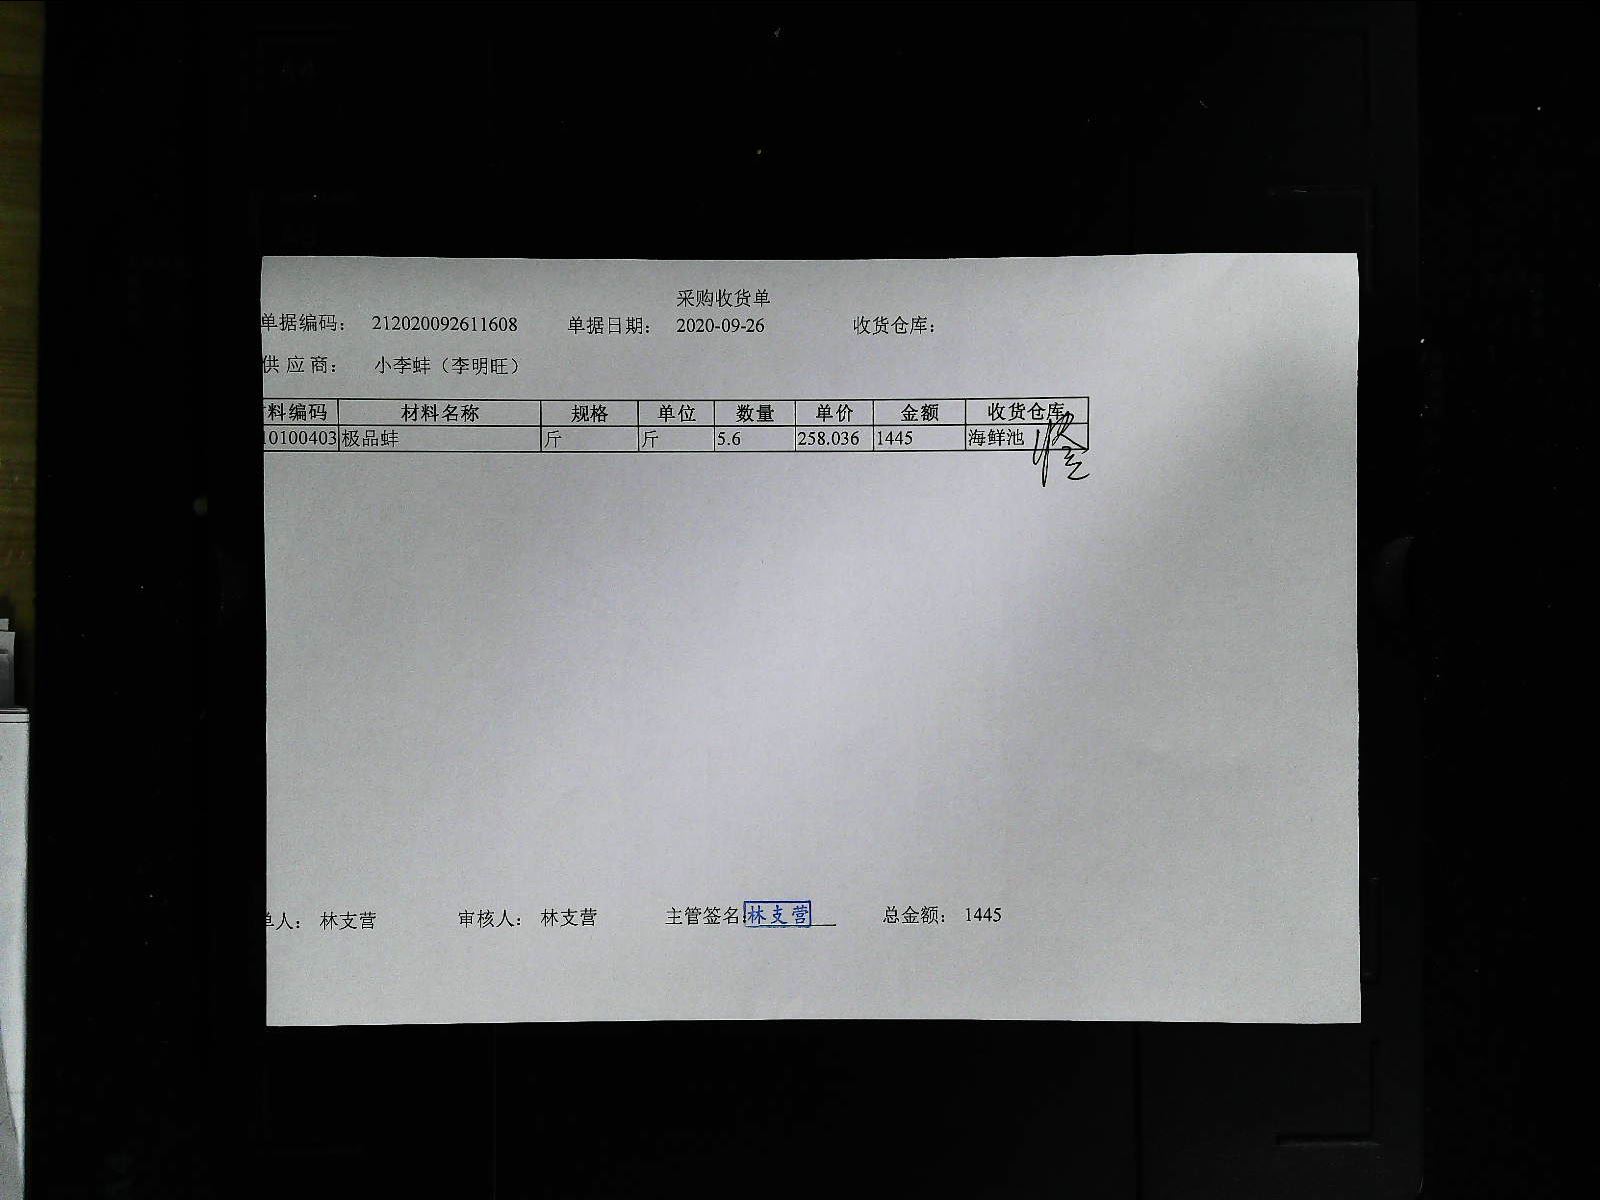 采购收货单
单据编码： 212020092611608 单据日期： 2020-09-26 收货仓库：
供应商： 小李蚌（李明旺）
料编码 材料名称 规格 单位 数量 单价 金额 收货仓库
10100403 极品蚌 斤 斤 5.6 258.036 1445 海鲜池
单人： 林支营 审核人： 林支营 主管签名: 林支营 总金额： 1445